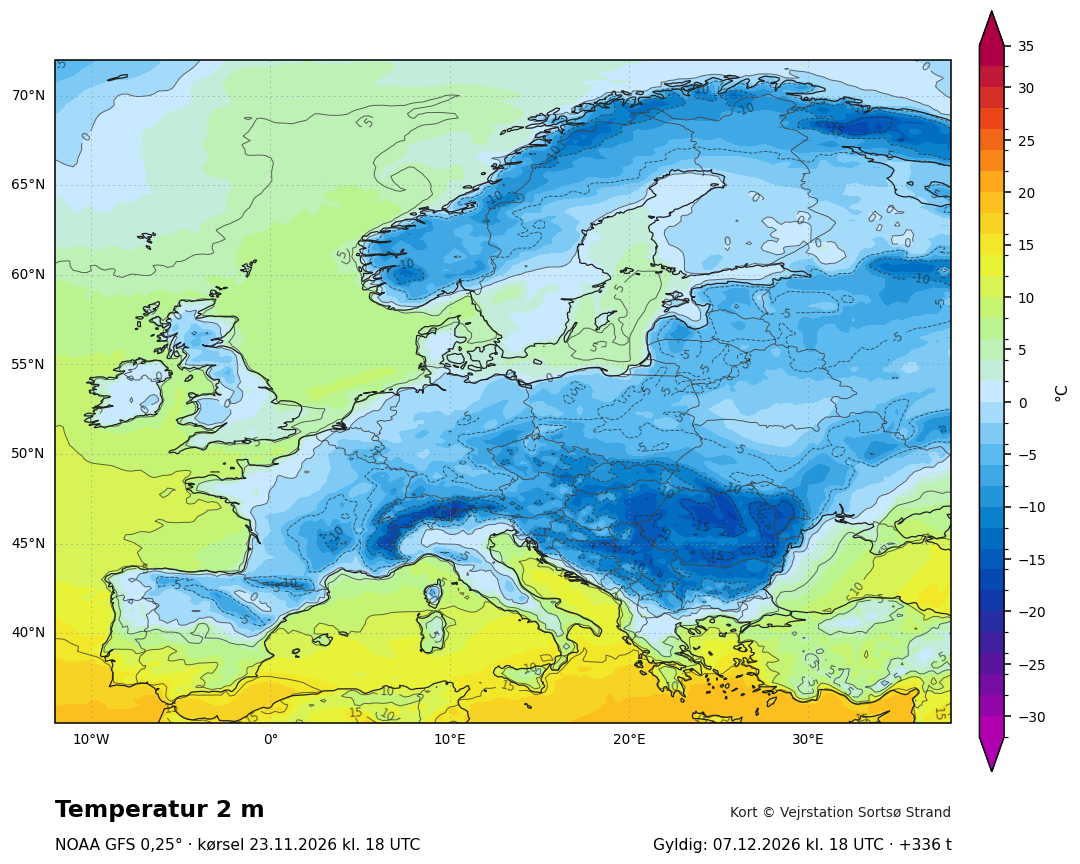 70°N
65°N
60°N
55°N
50°N
45°N
40°N
10°W
0°
10°E
20°E
30°E
35
30
25
20
15
10
5
0
−5
−10
−15
−20
−25
−30
°C
Temperatur 2 m
Kort © Vejrstation Sortsø Strand
NOAA GFS 0,25° · kørsel 23.11.2026 kl. 18 UTC
Gyldig: 07.12.2026 kl. 18 UTC · +336 t